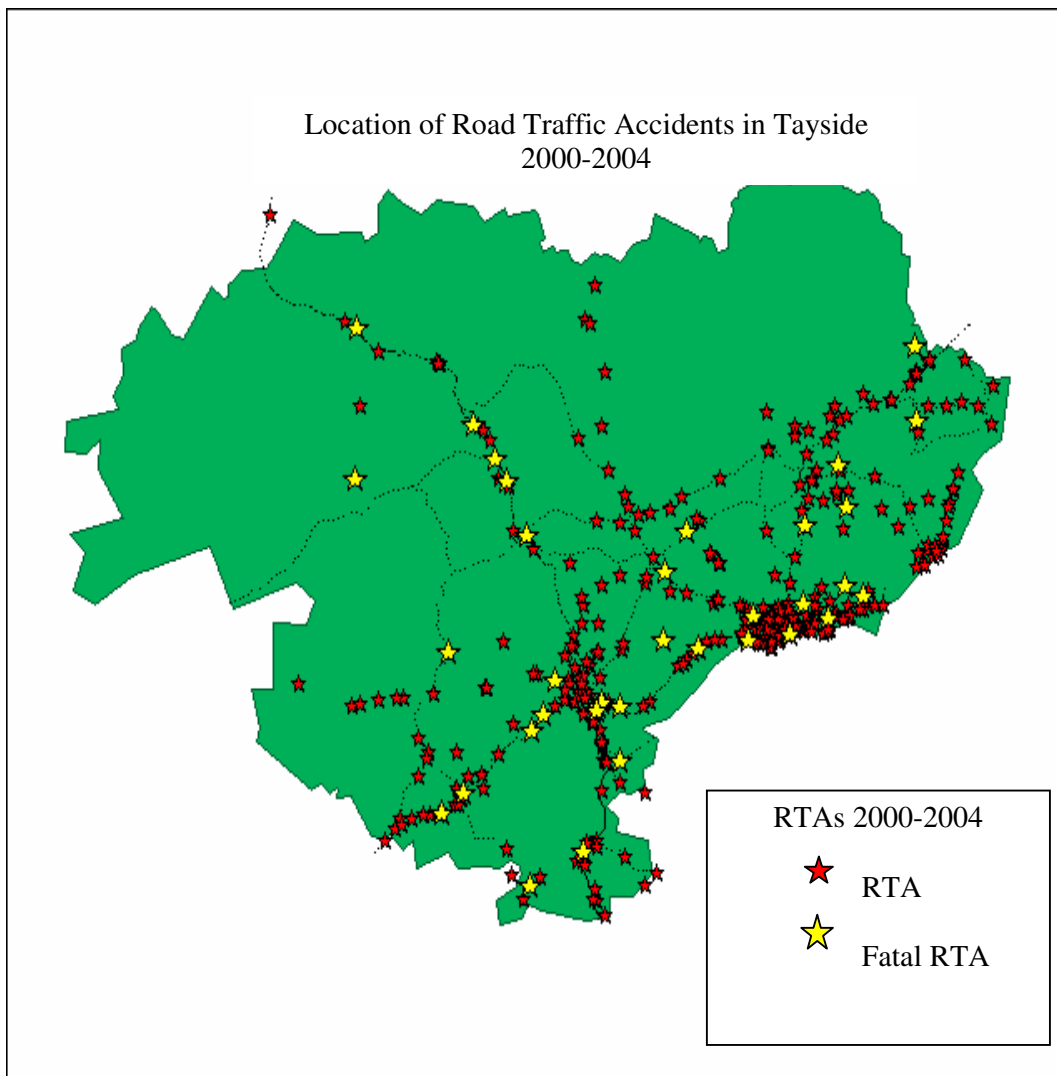 Location of Road Traffic Accidents in Tayside
2000-2004
RTAs 2000-2004
RTA
Fatal RTA